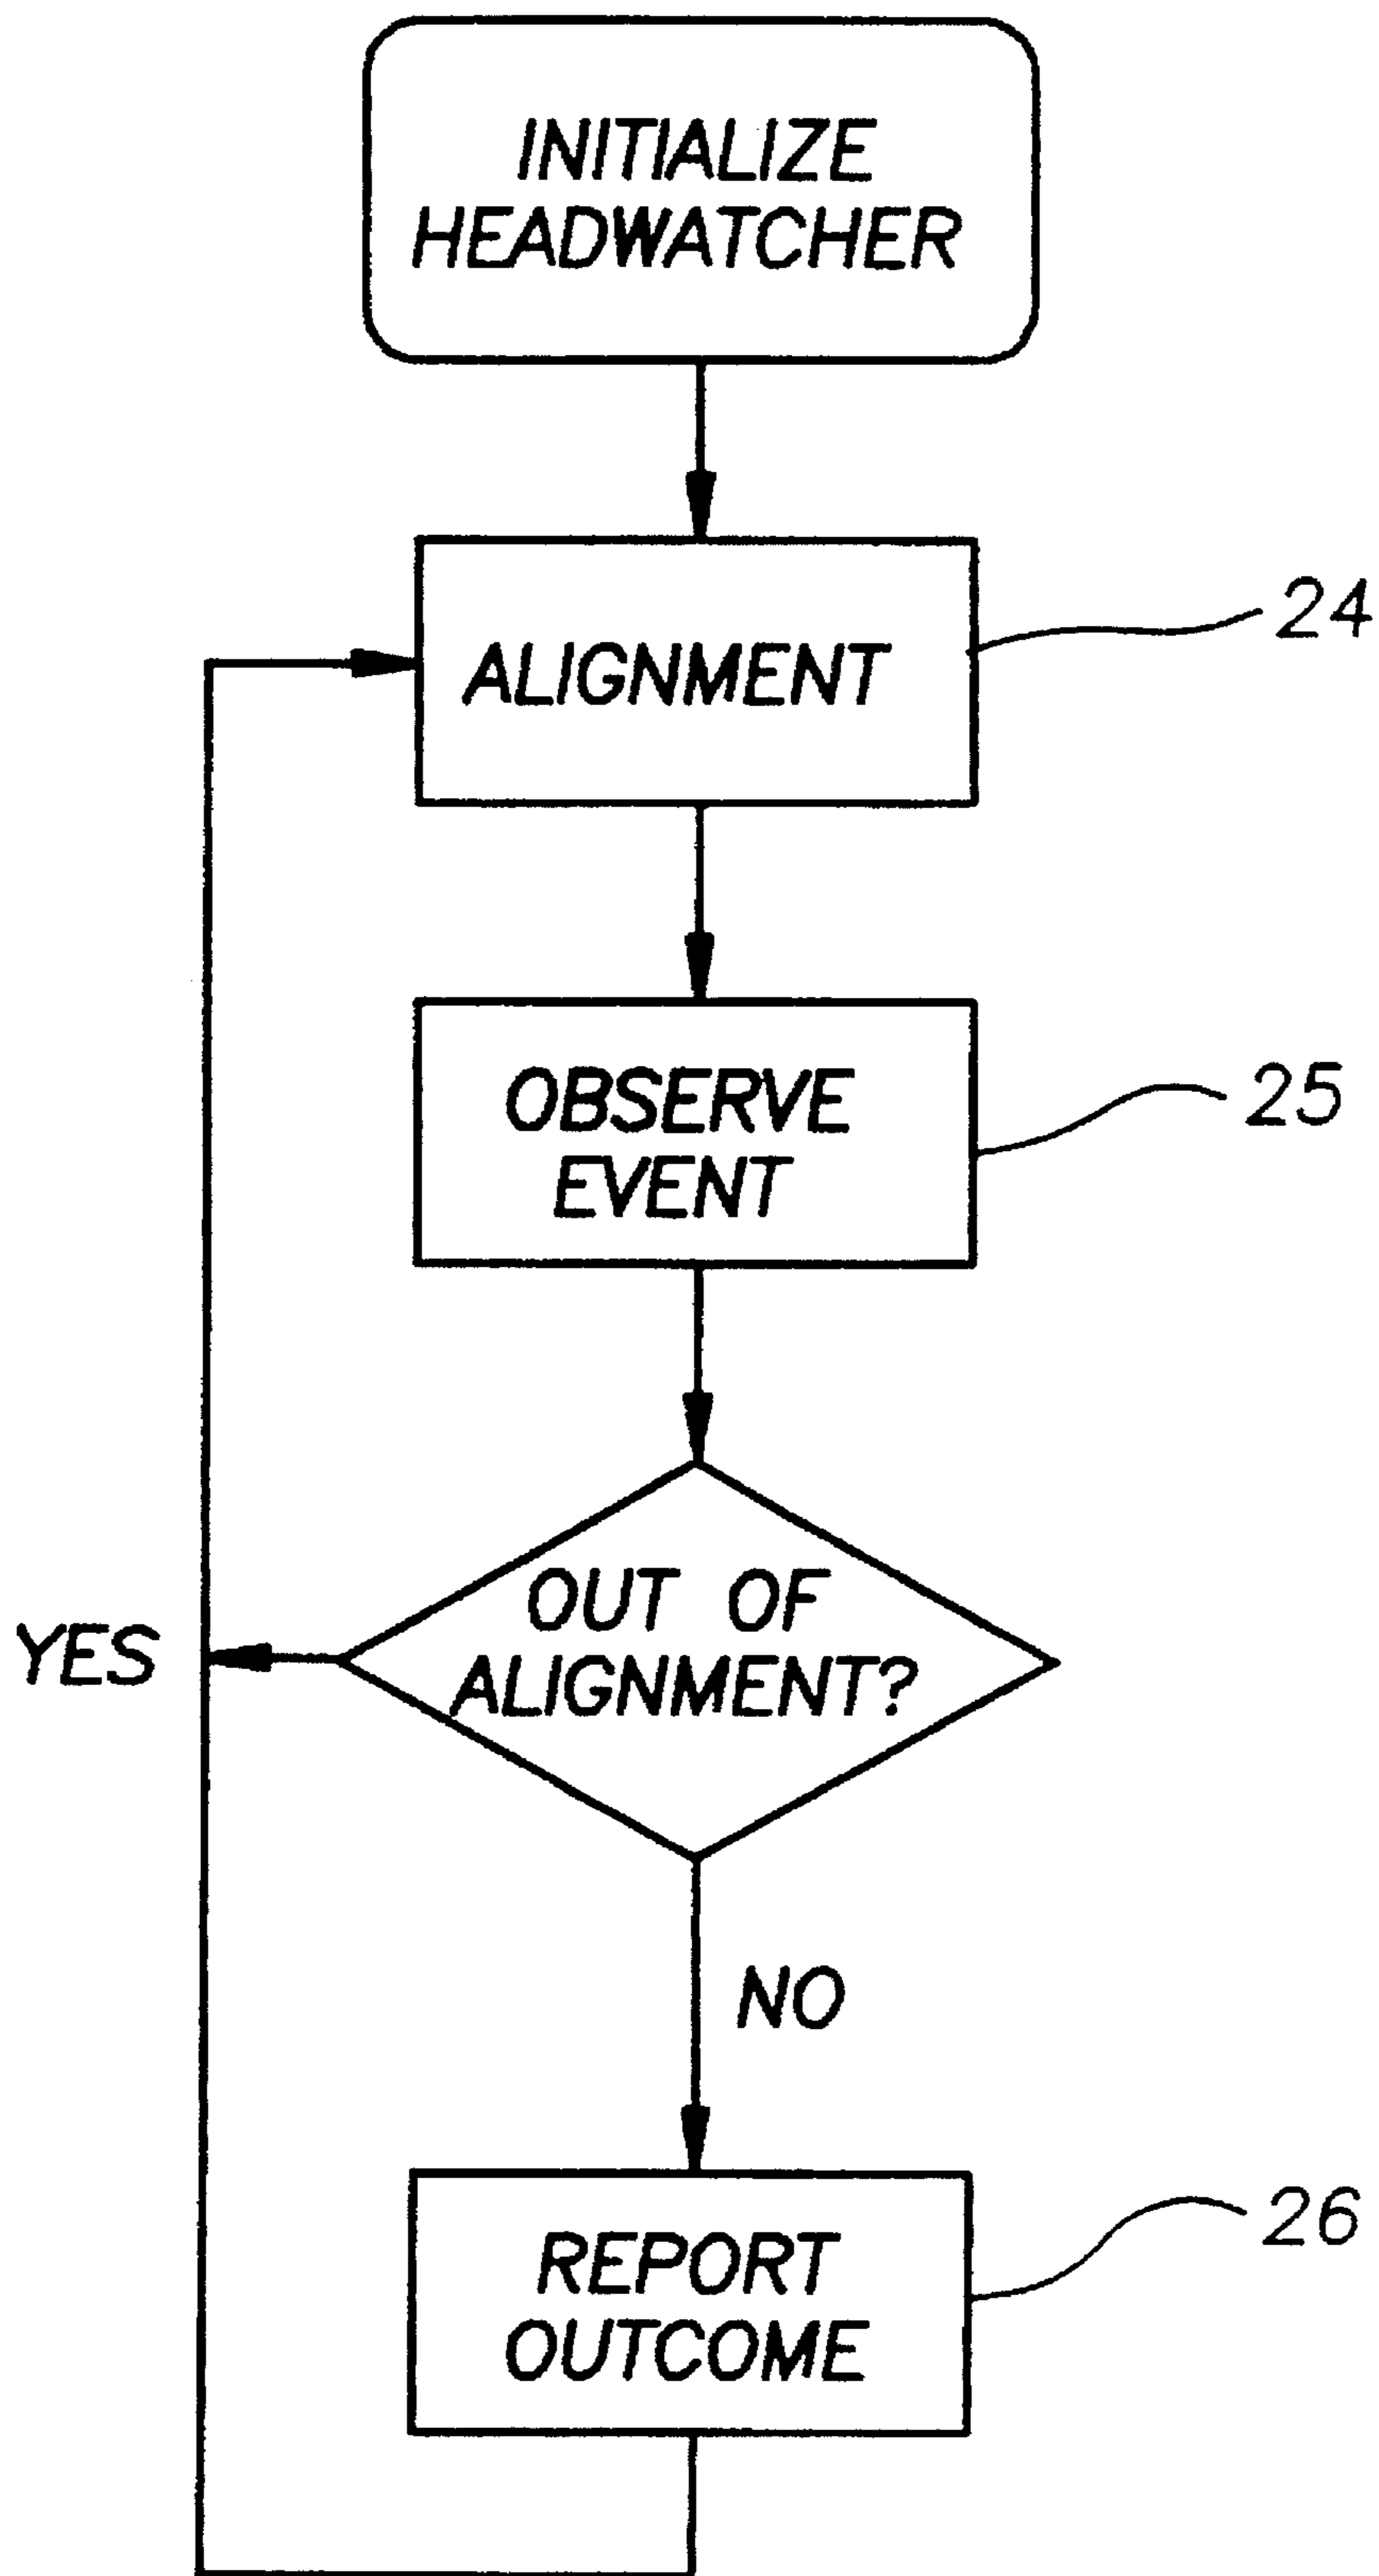 INITIALIZE
HEADWATCHER
ALIGNMENT
24
OBSERVE
EVENT
25
OUT OF
ALIGNMENT?
YES
NO
REPORT
OUTCOME
26